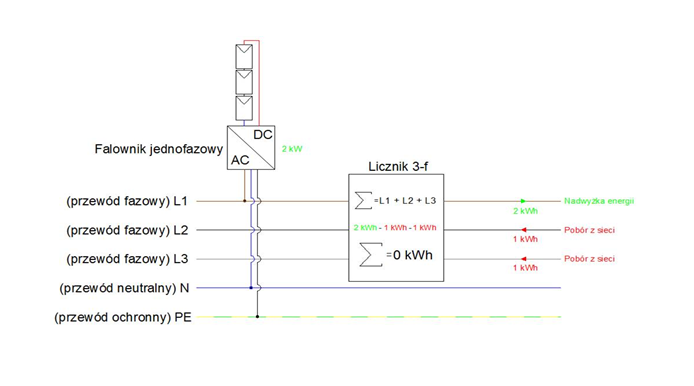 DC
Falownik jednofazowy
2 kW
AC
Licznik 3-f
(przewód fazowy) L1
∑ =L1 + L2 + L3
Nadwyżka energii
2 kWh
(przewód fazowy) L2
2 kWh - 1 kWh - 1 kWh
Pobór z sieci
1 kWh
(przewód fazowy) L3
∑ =0 kWh
Pobór z sieci
1 kWh
(przewód neutralny) N
(przewód ochronny) PE